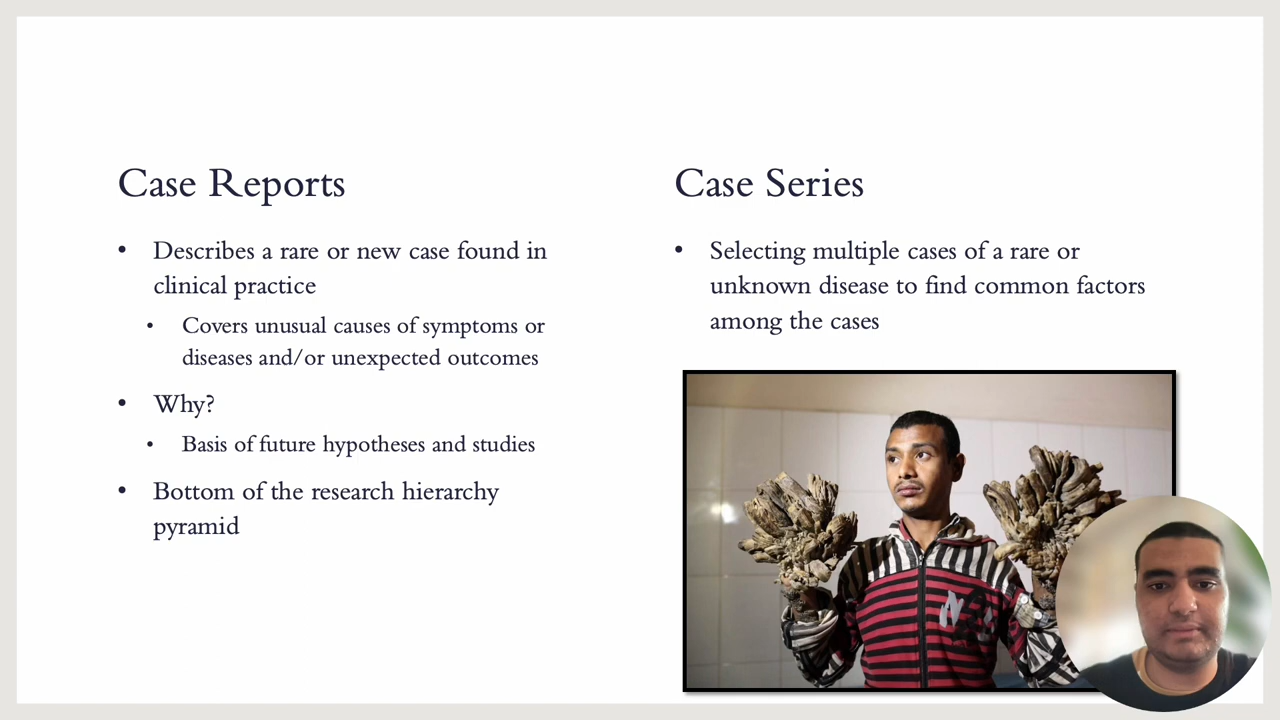 Case Reports
• Describes a rare or new case found in
clinical practice
• Covers unusual causes of symptoms or
diseases and/or unexpected outcomes
• Why?
• Basis of future hypotheses and studies
• Bottom of the research hierarchy
pyramid
Case Series
• Selecting multiple cases of a rare or
unknown disease to find common factors
among the cases